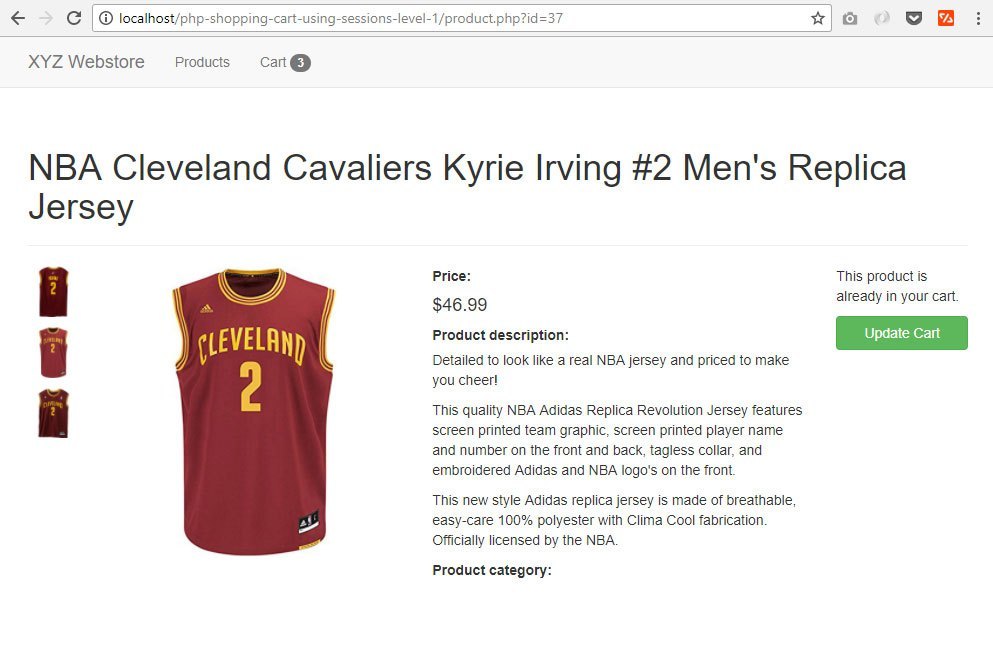 localhost/php-shopping-cart-using-sessions-level-1/product.php?id=37
XYZ Webstore Products Cart 3
NBA Cleveland Cavaliers Kyrie Irving #2 Men's Replica
Jersey
CLEVELAND
2
Price:
$46.99
Product description:
Detailed to look like a real NBA jersey and priced to make
you cheer!
This quality NBA Adidas Replica Revolution Jersey features
screen printed team graphic, screen printed player name
and number on the front and back, tagless collar, and
embroidered Adidas and NBA logo's on the front.
This new style Adidas replica jersey is made of breathable,
easy-care 100% polyester with Clima Cool fabrication.
Officially licensed by the NBA.
Product category:
This product is
already in your cart.
Update Cart